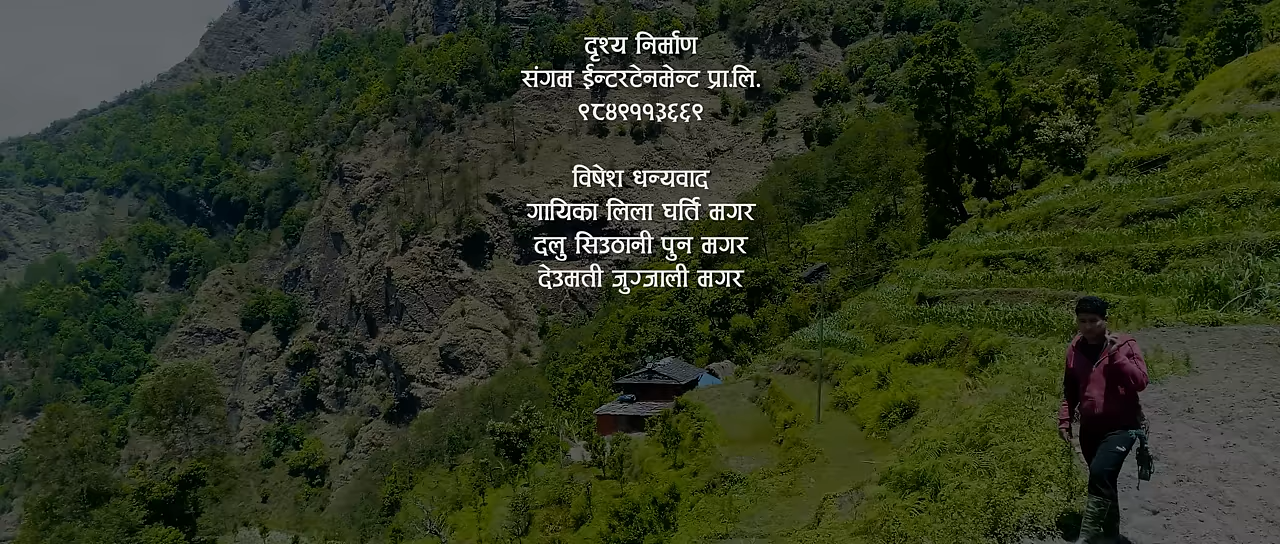 दृश्य निर्माण
संगम ईन्टरटेनमेन्ट प्रा.लि.
९८४९११३६६९
विषेश धन्यवाद
गायिका लिला घर्ति मगर
दलु सिउठानी पुन मगर
देउमती जुग्जाली मगर